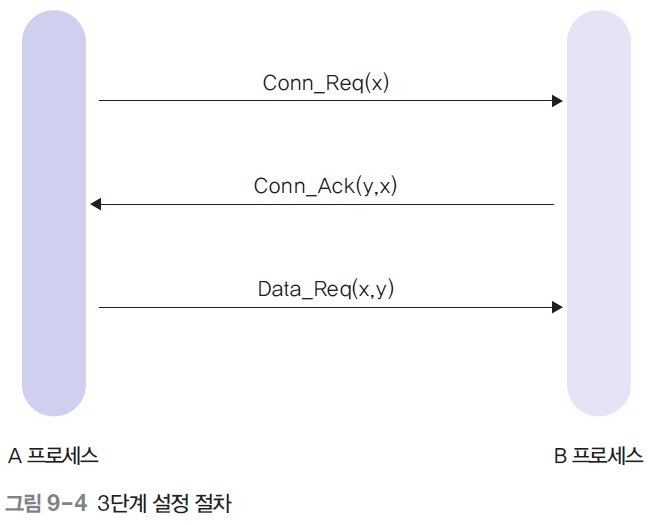 Conn_Req(x)
Conn_Ack(y,x)
Data_Req(x,y)
A 프로세스
B 프로세스
그림 9-4 3단계 설정 절차